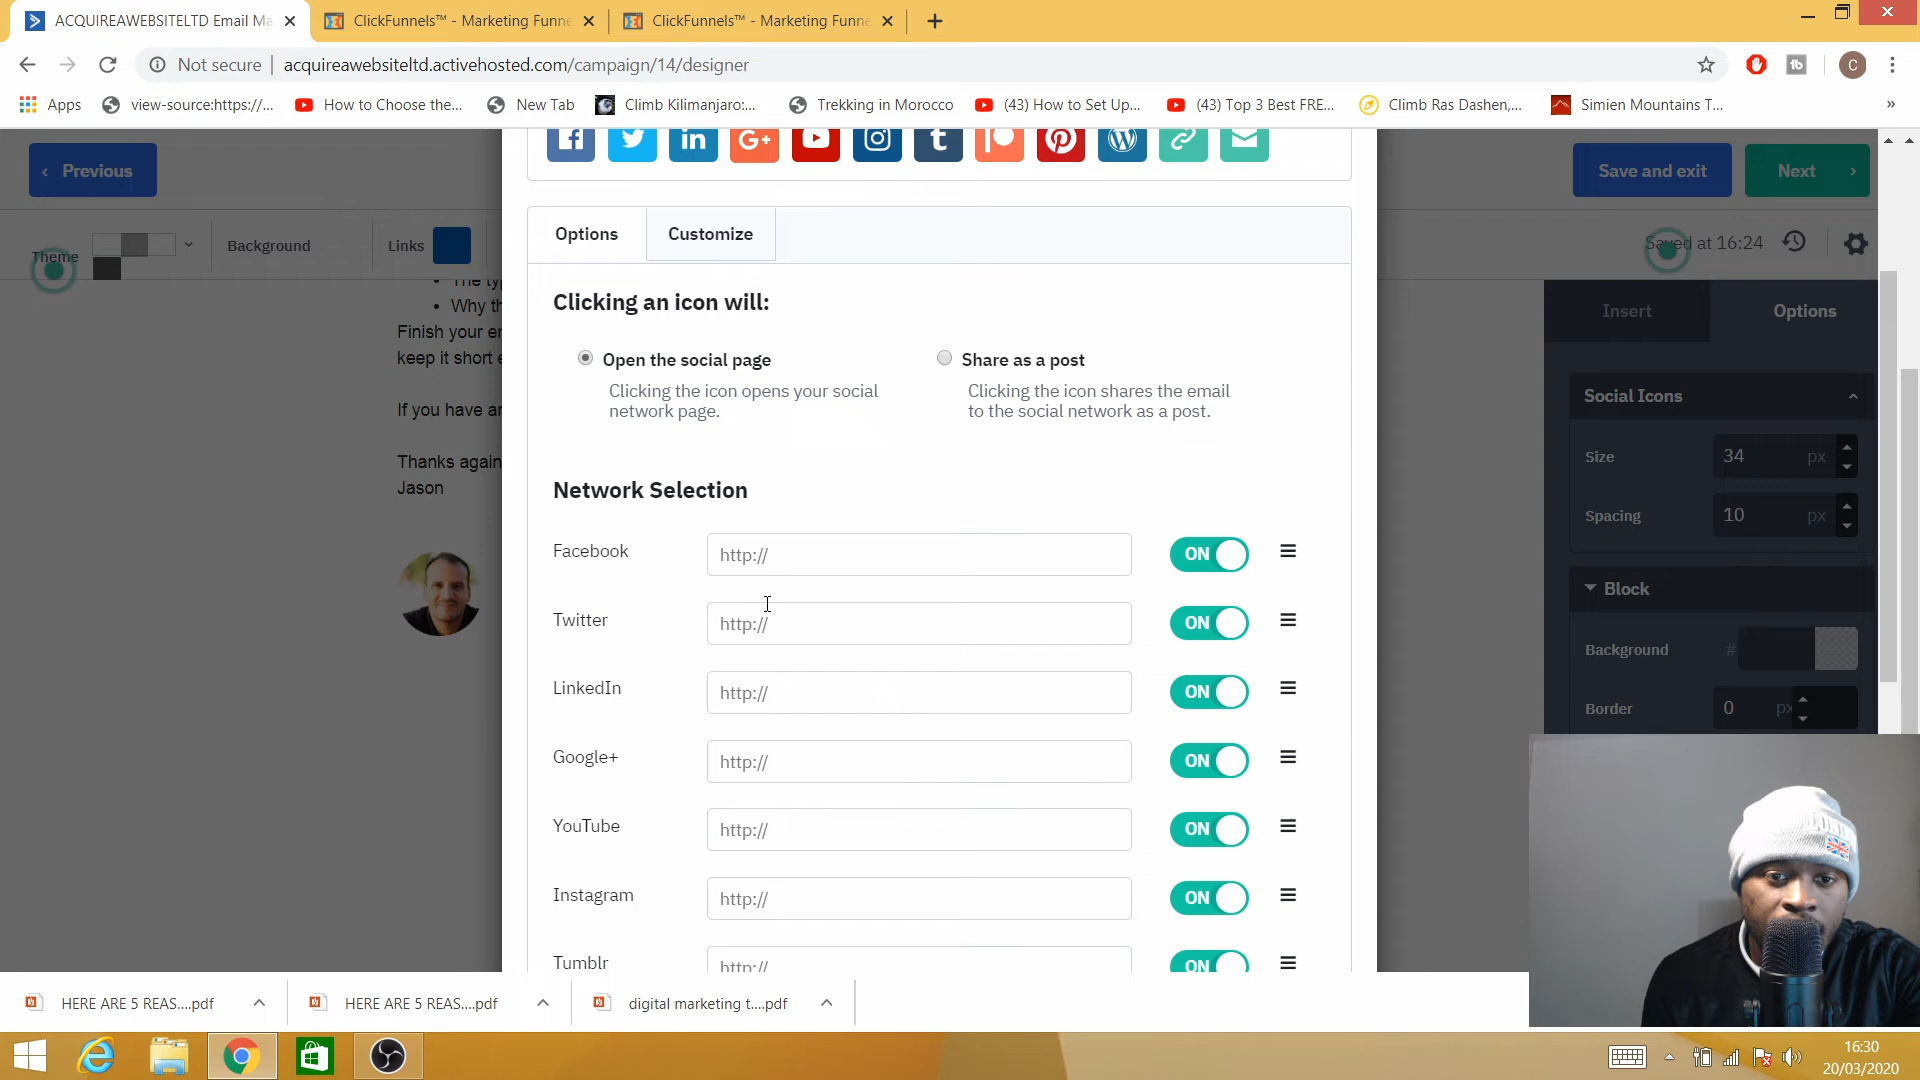 ACQUIREAWEBSITELTD Email Ma
ClickFunnels™ - Marketing Funne
ClickFunnels™ - Marketing Funne
Not secure
acquireawebsiteltd.activehosted.com/campaign/14/designer
C
Apps
view-source:https://...
How to Choose the...
New Tab
Climb Kilimanjaro:...
Trekking in Morocco
(43) How to Set Up...
(43) Top 3 Best FRE...
Climb Ras Dashen,...
Simien Mountains T...
»
Previous
Save and exit
Next
Theme
Background
Links
Saved at 16:24
Options
Customize
Clicking an icon will:
Open the social page
Clicking the icon opens your social
network page.
Share as a post
Clicking the icon shares the email
to the social network as a post.
Network Selection
Facebook
http://
ON
Twitter
http://
ON
LinkedIn
http://
ON
Google+
http://
ON
YouTube
http://
ON
Instagram
http://
ON
Tumblr
http://
ON
• Why th
Finish your e
keep it short
If you have a
Thanks again
Jason
Insert
Options
Social Icons
Size
34
px
Spacing
10
px
Block
Background
#
Border
0
px
HERE ARE 5 REAS....pdf
HERE ARE 5 REAS....pdf
digital marketing t....pdf
16:30
20/03/2020